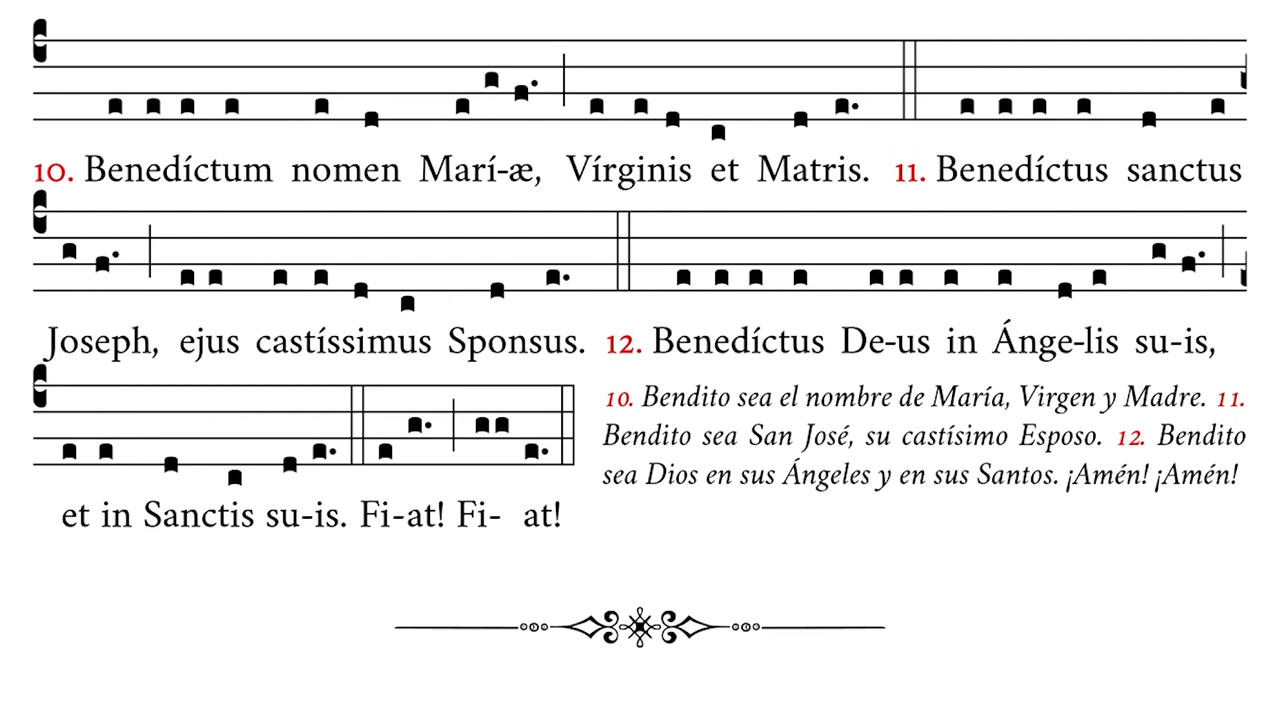 10. Benedíctum nomen Marí-æ, Vírginis et Matris. 11. Benedíctus sanctus
Joseph, ejus castíssimus Sponsus. 12. Benedíctus De-us in Ánge-lis su-is,
et in Sanctis su-is. Fi-at! Fi- at!
10. Bendito sea el nombre de María, Virgen y Madre. 11.
Bendito sea San José, su castísimo Esposo. 12. Bendito
sea Dios en sus Ángeles y en sus Santos. ¡Amén! ¡Amén!